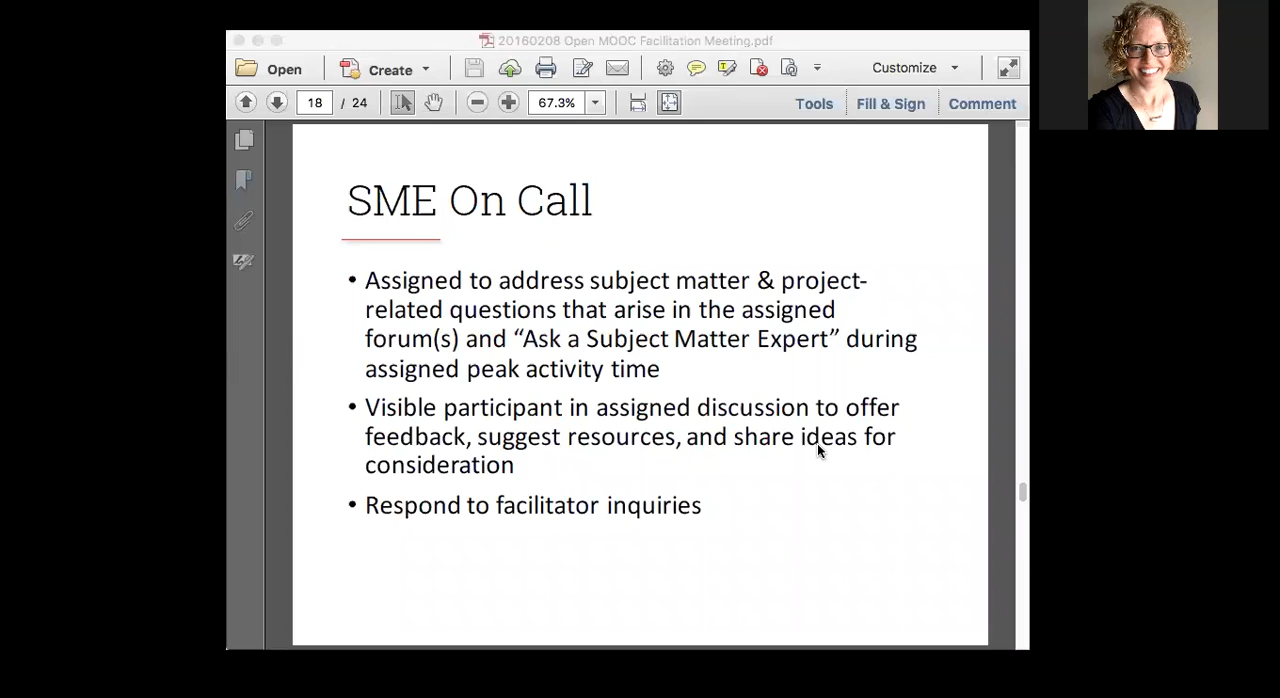 20160208 Open MOOC Facilitation Meeting.pdf
Open Create Customize
18 / 24 67.3% Tools Fill & Sign Comment
SME On Call
• Assigned to address subject matter & project-
related questions that arise in the assigned
forum(s) and “Ask a Subject Matter Expert” during
assigned peak activity time
• Visible participant in assigned discussion to offer
feedback, suggest resources, and share ideas for
consideration
• Respond to facilitator inquiries